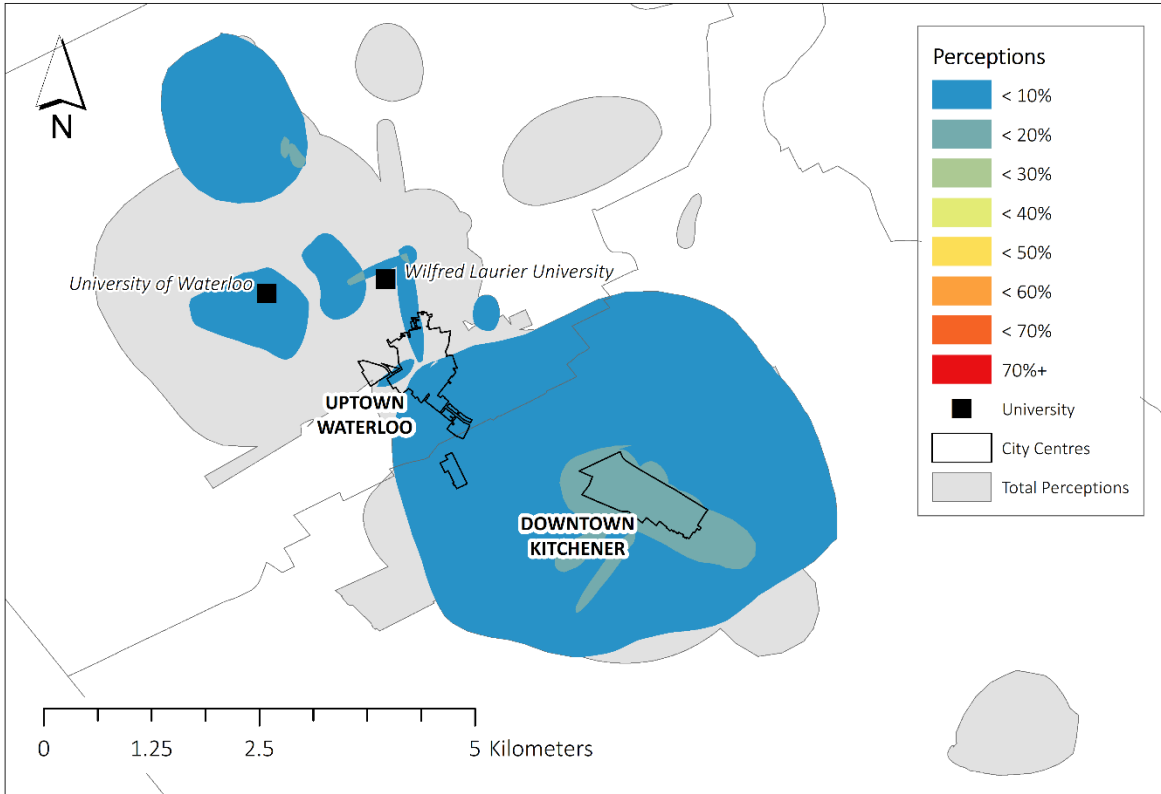 N
University of Waterloo
Wilfred Laurier University
UPTOWN
WATERLOO
DOWNTOWN
KITCHENER
0 1.25 2.5 5 Kilometers
Perceptions
< 10%
< 20%
< 30%
< 40%
< 50%
< 60%
< 70%
70%+
University
City Centres
Total Perceptions